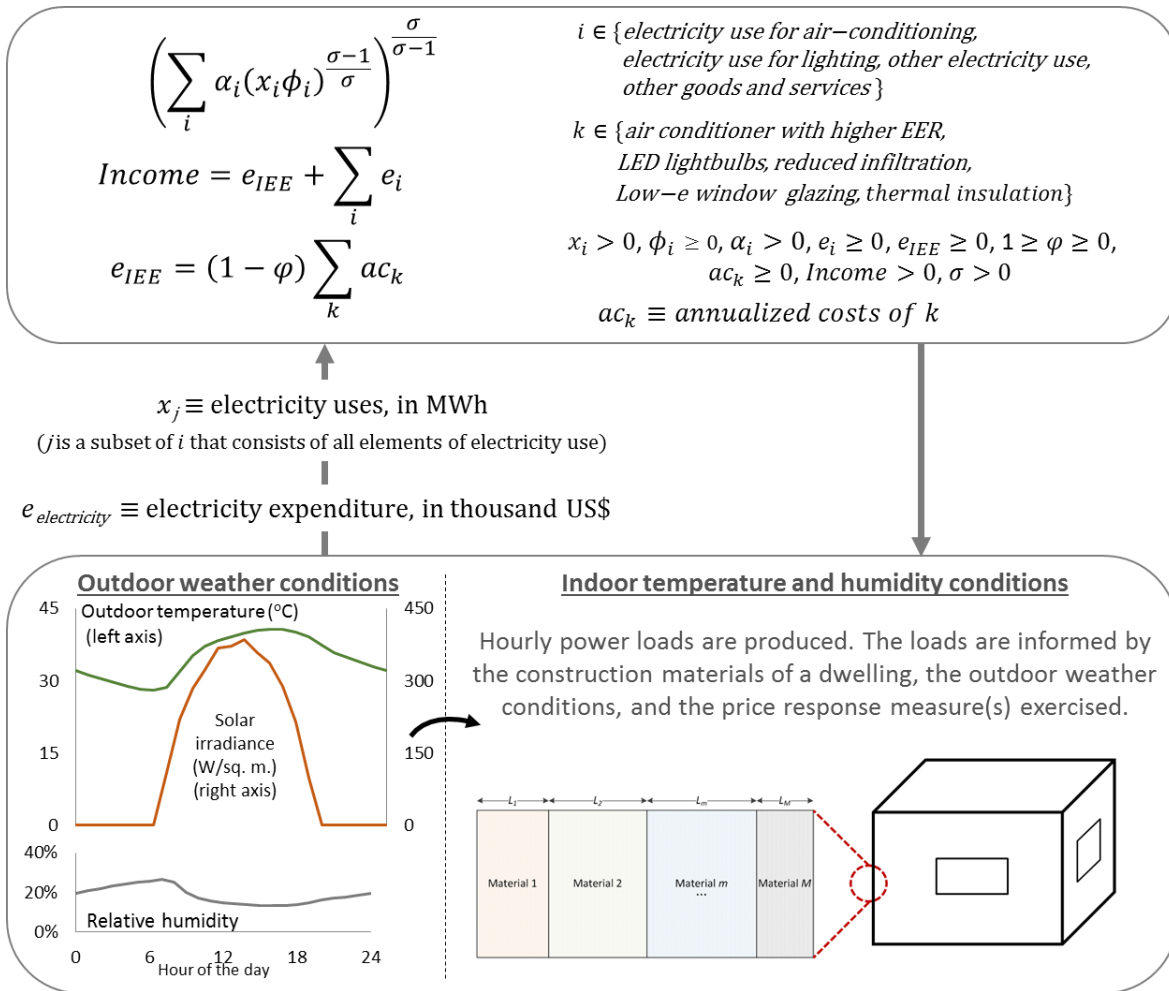 (∑_i α_i(x_iϕ_i)^((σ−1)/σ))^(σ/(σ−1))
Income = e_IEE + ∑_i e_i
e_IEE = (1 − φ) ∑_k ac_k
i ∈ {electricity use for air−conditioning,
electricity use for lighting, other electricity use,
other goods and services}
k ∈ {air conditioner with higher EER,
LED lightbulbs, reduced infiltration,
Low−e window glazing, thermal insulation}
x_i > 0, ϕ_i ≥ 0, α_i > 0, e_i ≥ 0, e_IEE ≥ 0, 1 ≥ φ ≥ 0,
ac_k ≥ 0, Income > 0, σ > 0
ac_k ≡ annualized costs of k
x_j ≡ electricity uses, in MWh
(j is a subset of i that consists of all elements of electricity use)
e_electricity ≡ electricity expenditure, in thousand US$
Outdoor weather conditions
45
Outdoor temperature (°C)
(left axis)
450
30
300
15
150
0
0
Solar
irradiance
(W/sq. m.)
(right axis)
40%
20%
0%
Relative humidity
0
6
12
18
24
Hour of the day
Indoor temperature and humidity conditions
Hourly power loads are produced. The loads are informed by
the construction materials of a dwelling, the outdoor weather
conditions, and the price response measure(s) exercised.
L_1
L_2
L_m
L_M
Material 1
Material 2
Material m
...
Material M